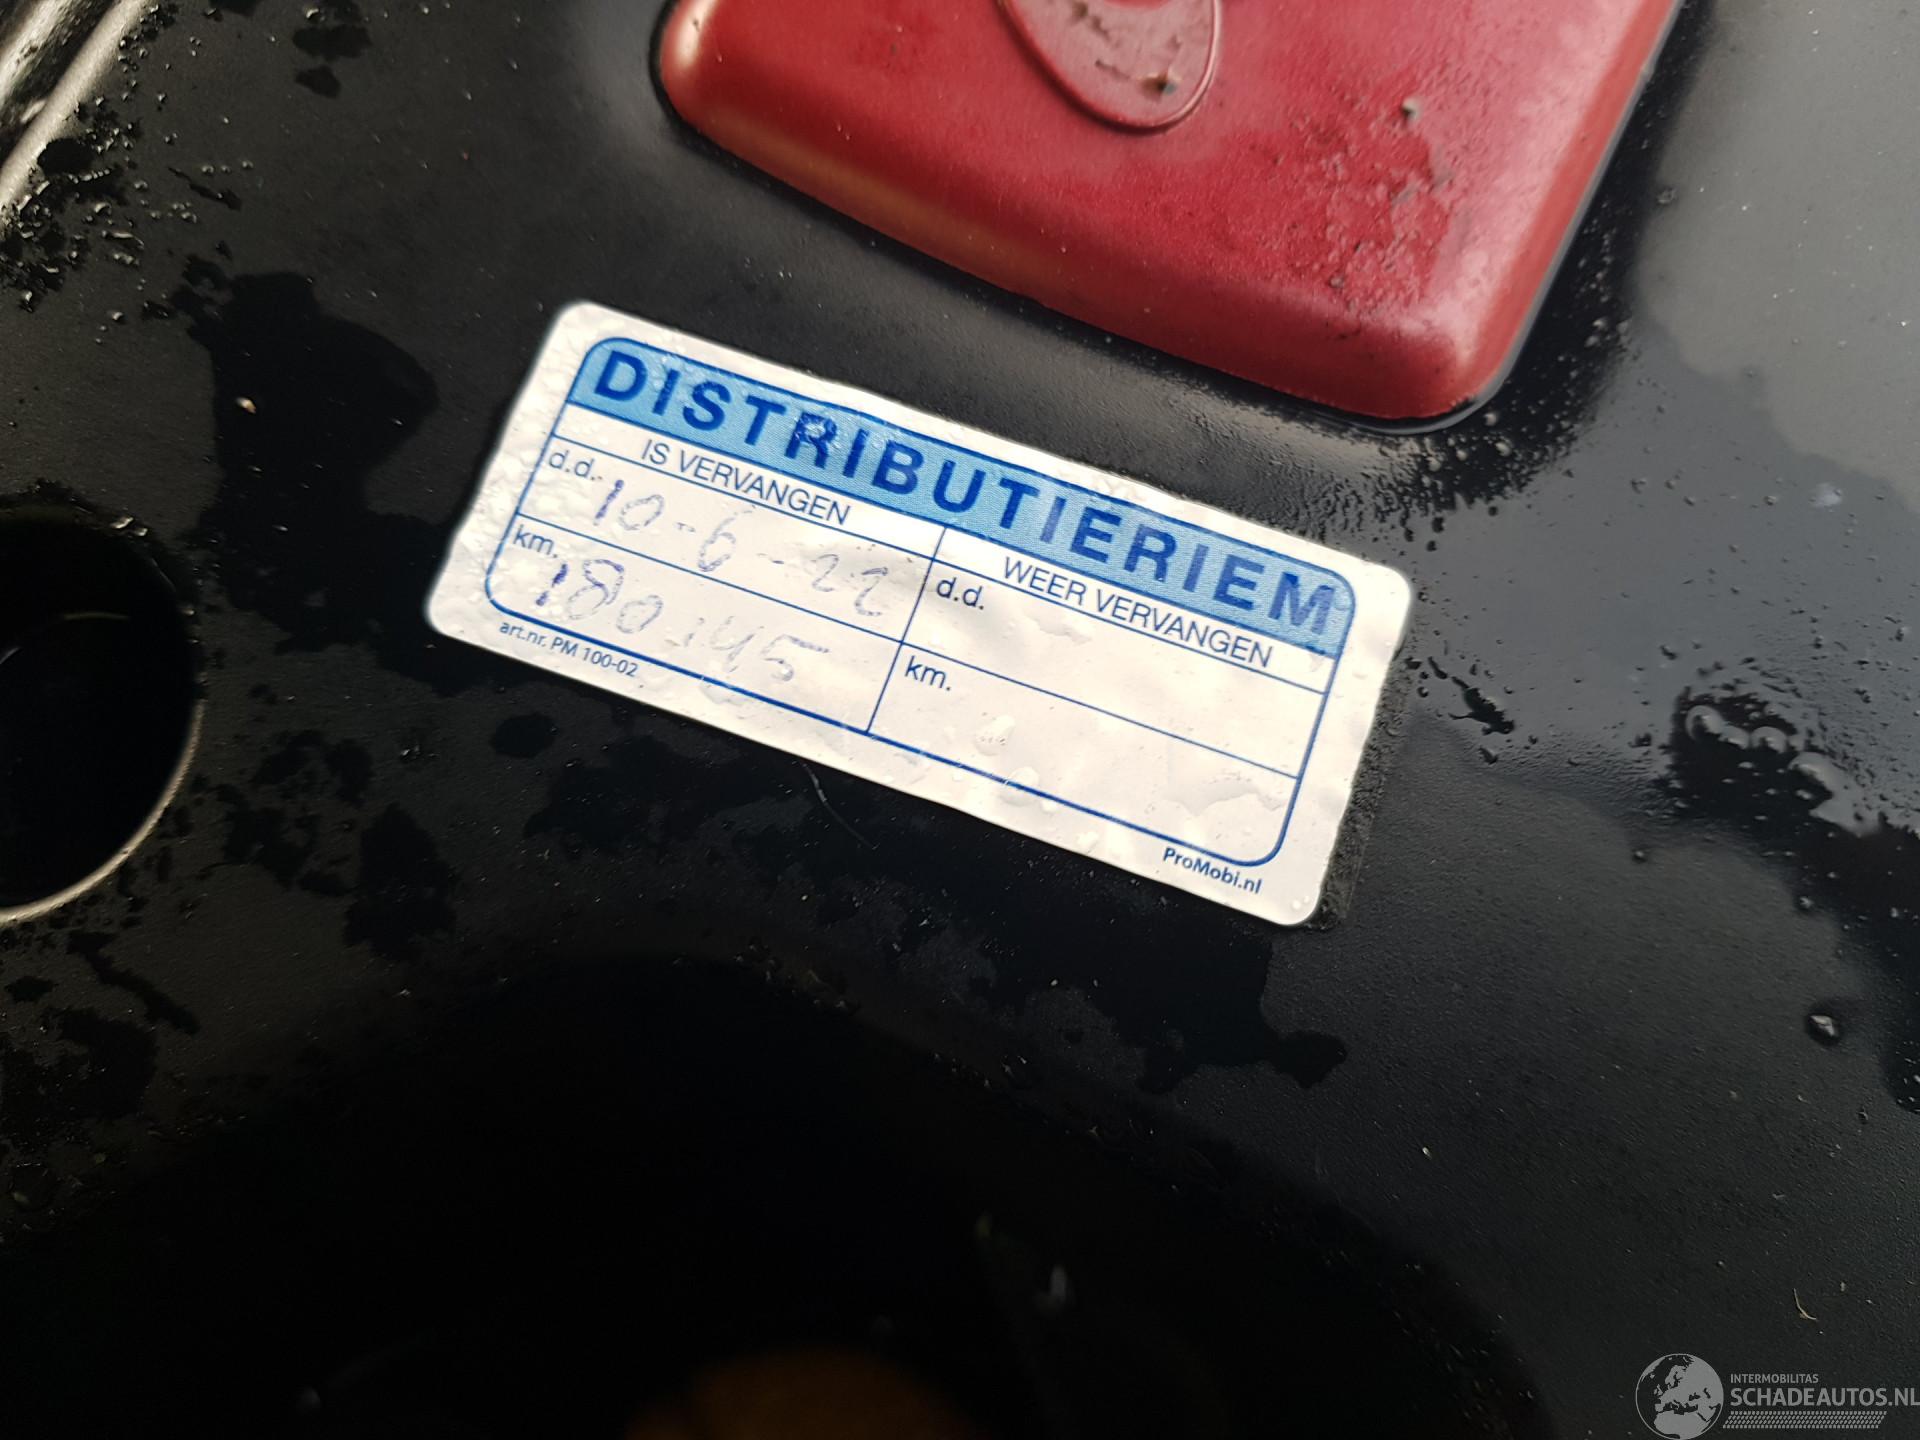 DISTRIBUTIERIEM
IS VERVANGEN
d.d. 10-6-22
km. 180.145
WEER VERVANGEN
d.d.
km.
art.nr. PM 100-02
ProMobi.nl
INTERMOBILITAS
SCHADEAUTOS.NL